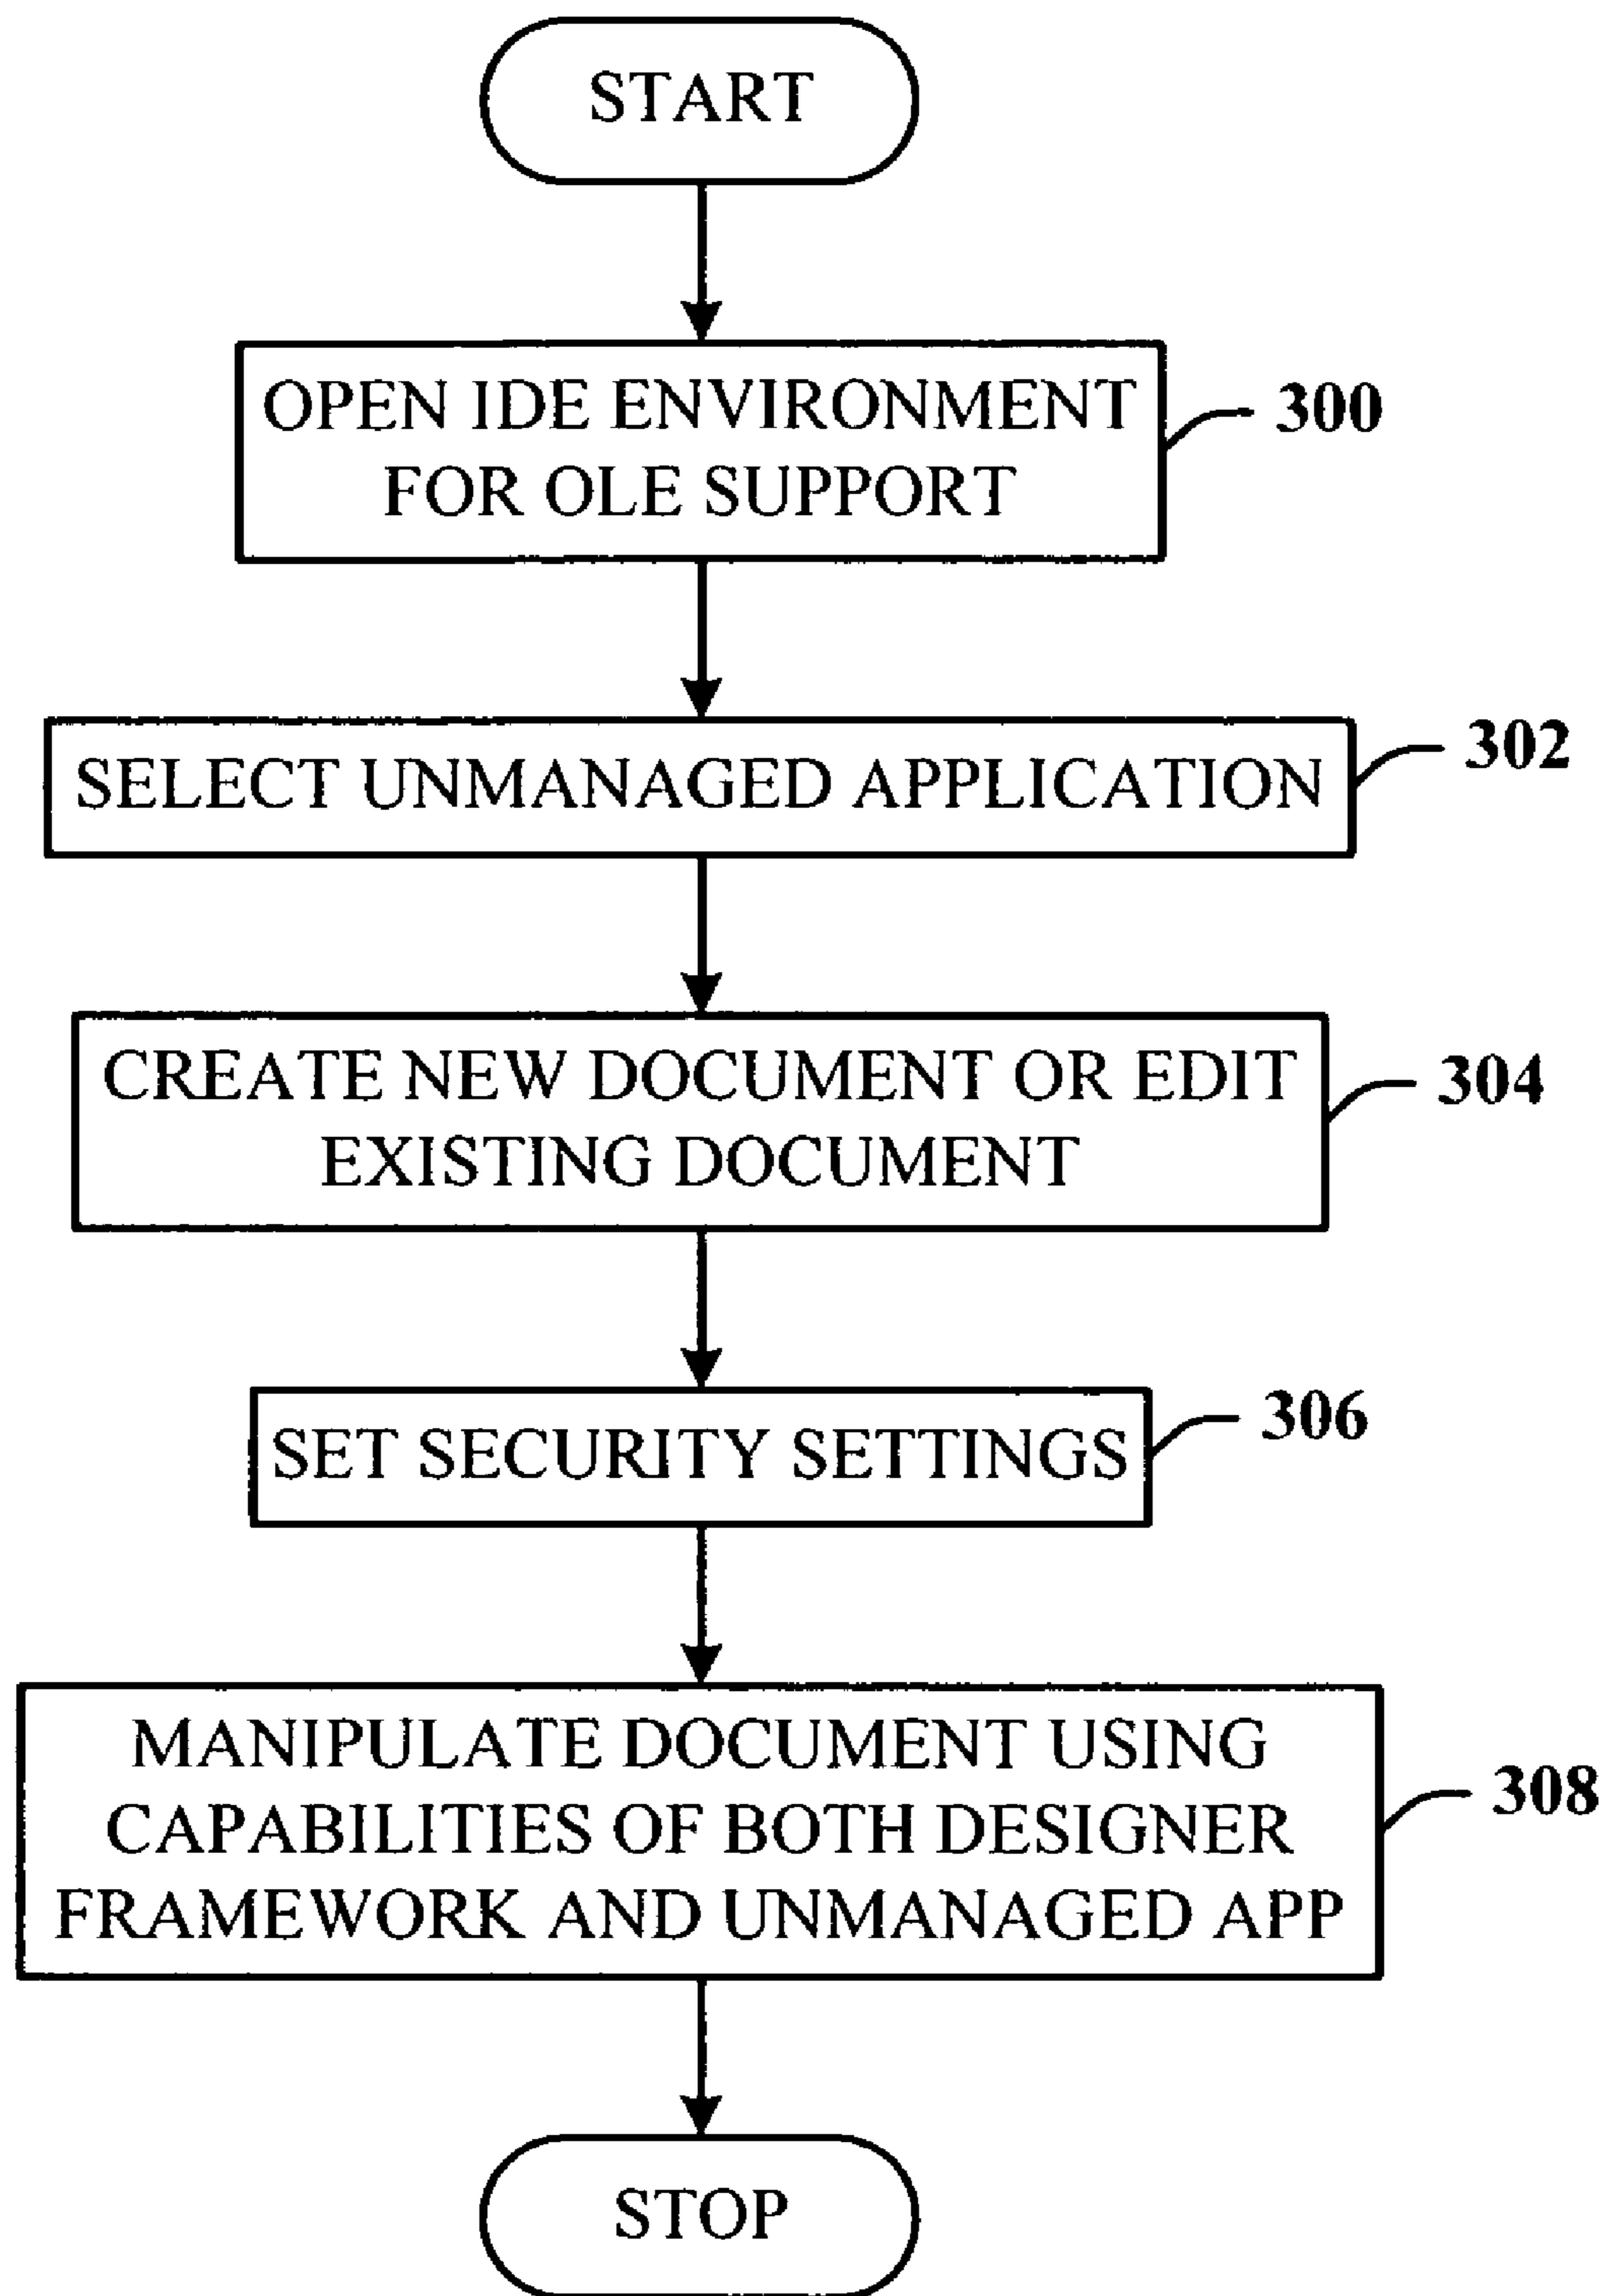 START
OPEN IDE ENVIRONMENT
FOR OLE SUPPORT
300
SELECT UNMANAGED APPLICATION
302
CREATE NEW DOCUMENT OR EDIT
EXISTING DOCUMENT
304
SET SECURITY SETTINGS
306
MANIPULATE DOCUMENT USING
CAPABILITIES OF BOTH DESIGNER
FRAMEWORK AND UNMANAGED APP
308
STOP